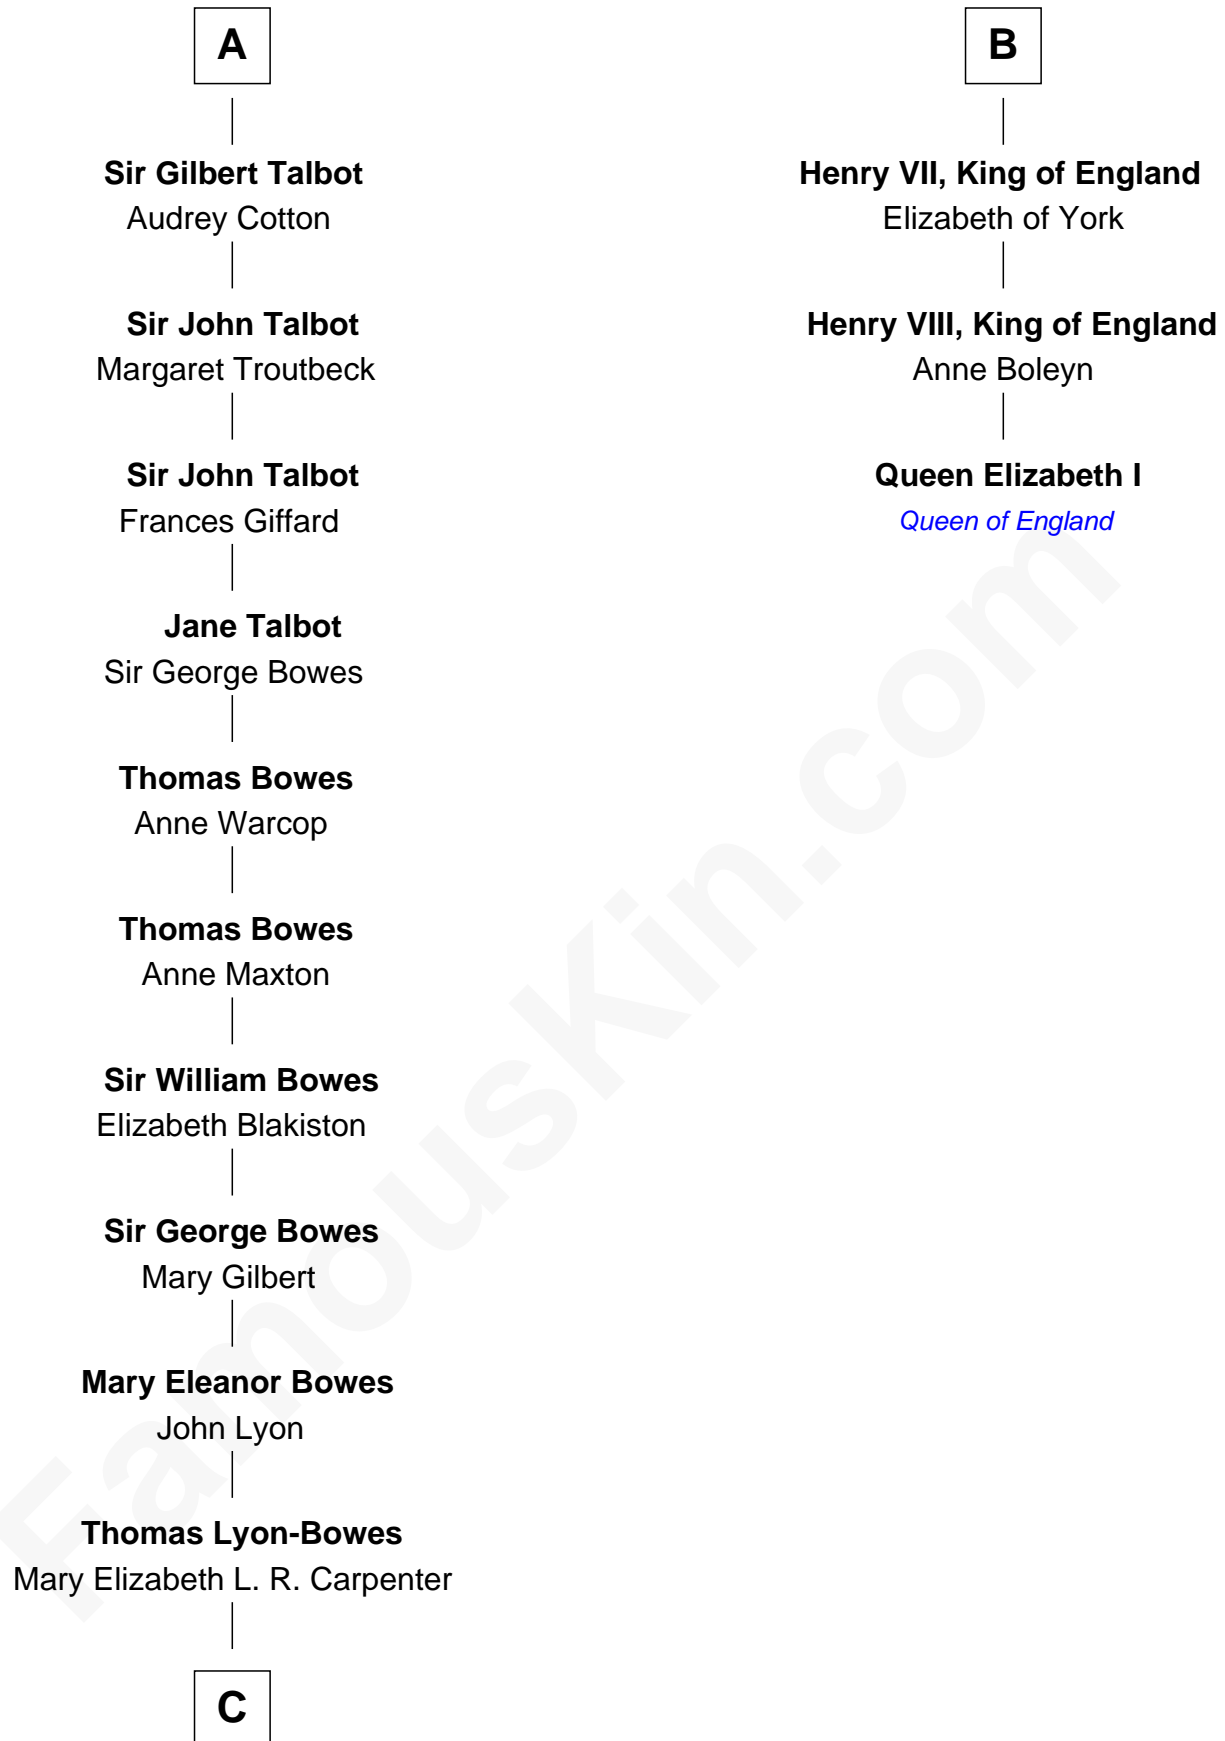 A
Sir Gilbert Talbot
Audrey Cotton
Sir John Talbot
Margaret Troutbeck
Sir John Talbot
Frances Giffard
Jane Talbot
Sir George Bowes
Thomas Bowes
Anne Warcop
Thomas Bowes
Anne Maxton
Sir William Bowes
Elizabeth Blakiston
Sir George Bowes
Mary Gilbert
Mary Eleanor Bowes
John Lyon
Thomas Lyon-Bowes
Mary Elizabeth L. R. Carpenter
C
B
Henry VII, King of England
Elizabeth of York
Henry VIII, King of England
Anne Boleyn
Queen Elizabeth I
Queen of England
FamousKin.com